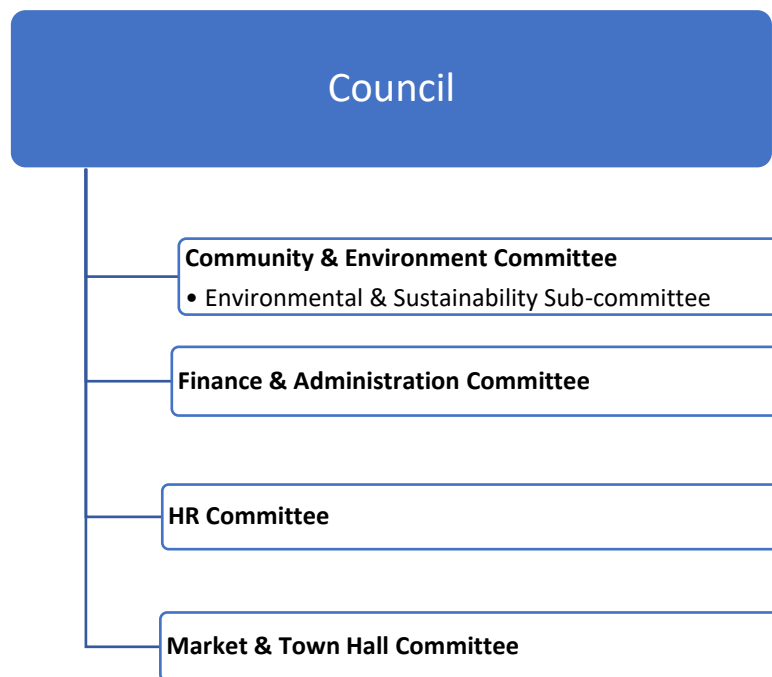 Council
Community & Environment Committee
• Environmental & Sustainability Sub-committee
Finance & Administration Committee
HR Committee
Market & Town Hall Committee